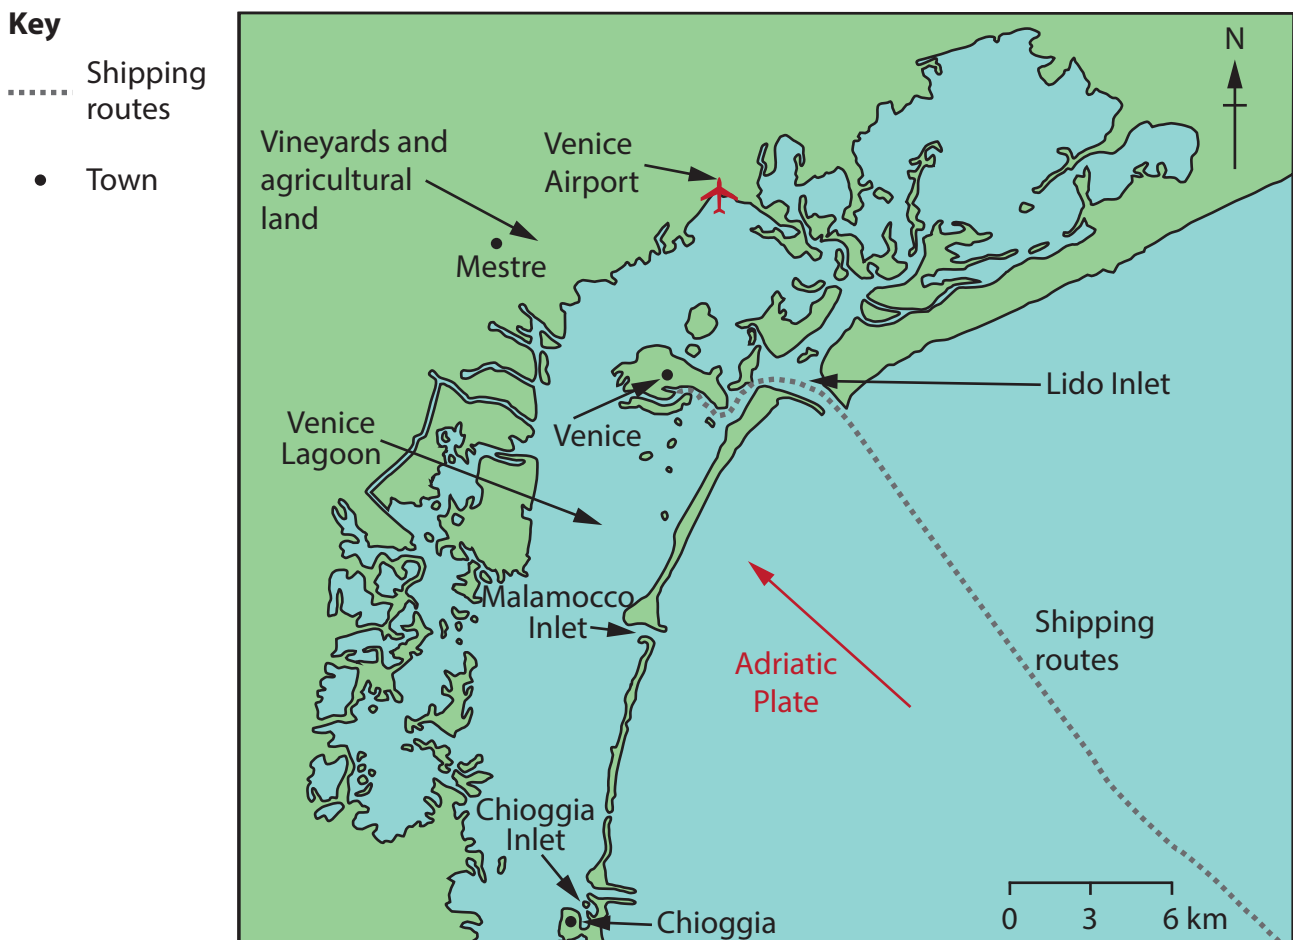 Key
Shipping
routes
Town
N
Vineyards and
agricultural
land
Venice
Airport
Mestre
Lido Inlet
Venice
Lagoon
Venice
Malamocco
Inlet
Adriatic
Plate
Shipping
routes
Chioggia
Inlet
Chioggia
0 3 6 km